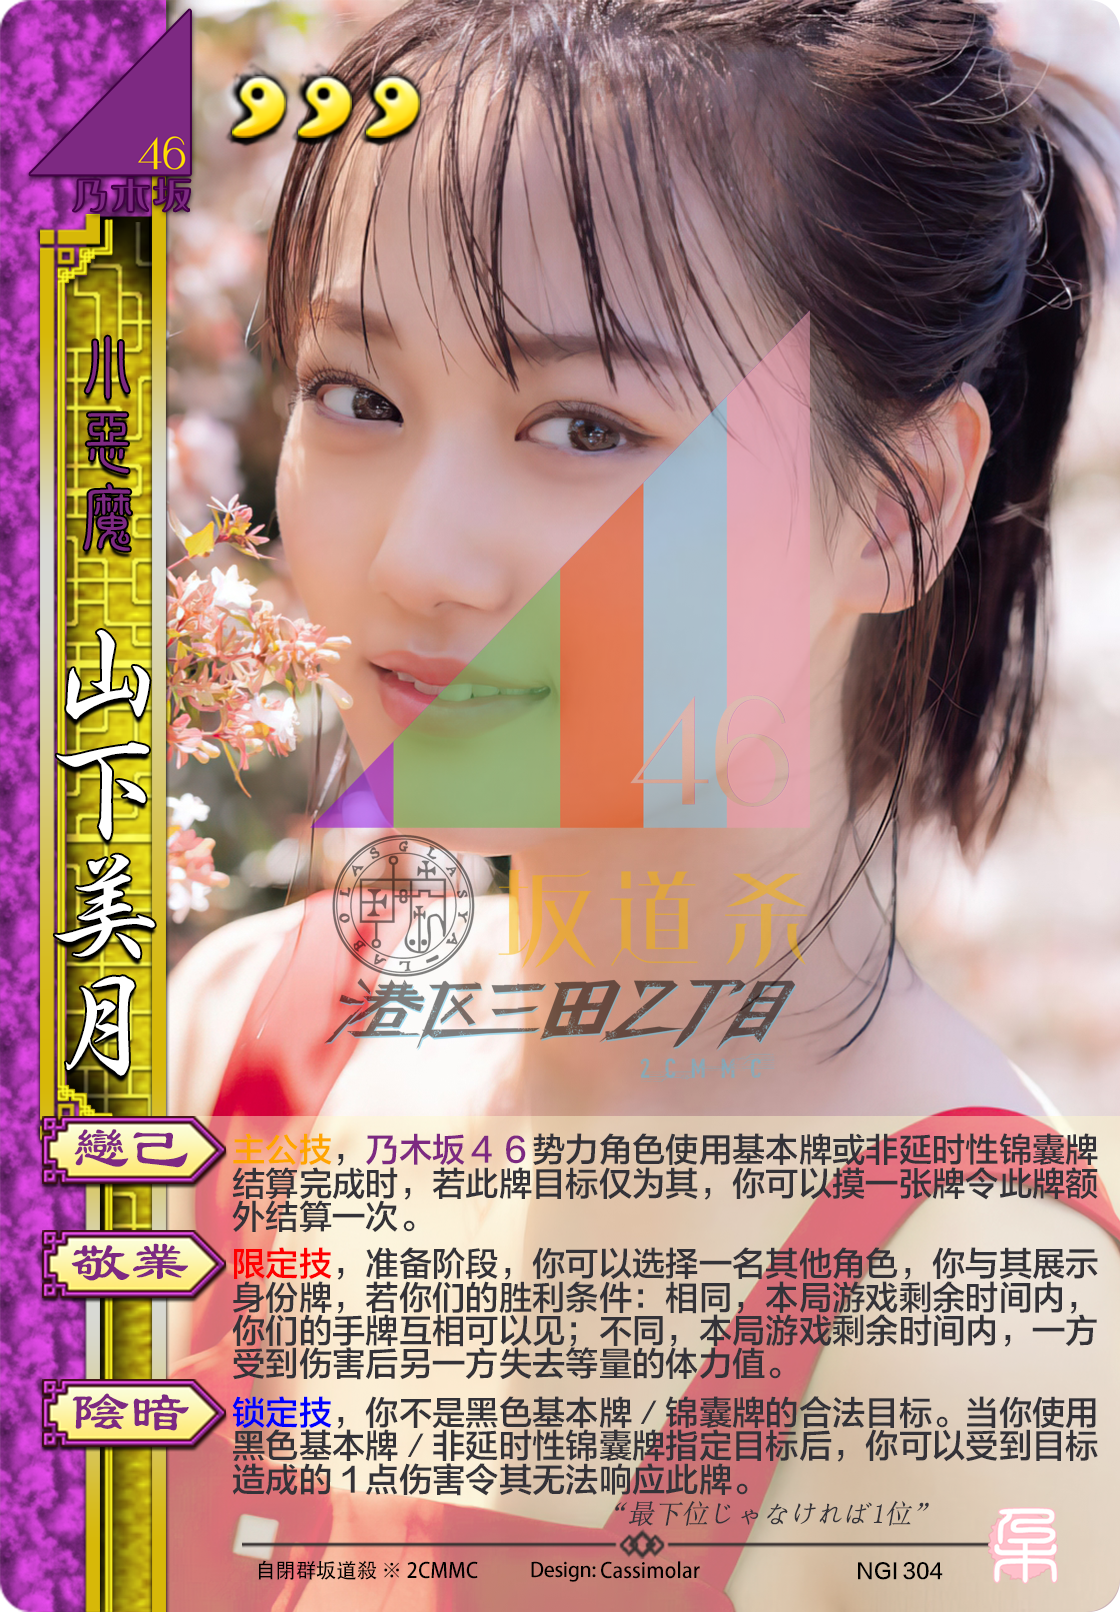 46
乃木坂
小惡魔
山下美月
46
GLASYA-LABOLAS
坂道杀
港区三田2丁目
2.C.M.M.C
戀己
主公技，乃木坂４６势力角色使用基本牌或非延时性锦囊牌
结算完成时，若此牌目标仅为其，你可以摸一张牌令此牌额
外结算一次。
敬業
限定技，准备阶段，你可以选择一名其他角色，你与其展示
身份牌，若你们的胜利条件：相同，本局游戏剩余时间内，
你们的手牌互相可以见；不同，本局游戏剩余时间内，一方
受到伤害后另一方失去等量的体力值。
陰暗
锁定技，你不是黑色基本牌／锦囊牌的合法目标。当你使用
黑色基本牌／非延时性锦囊牌指定目标后，你可以受到目标
造成的１点伤害令其无法响应此牌。
“最下位じゃなければ1位”
自閉群坂道殺 ※ 2CMMC Design: Cassimolar NGI 304